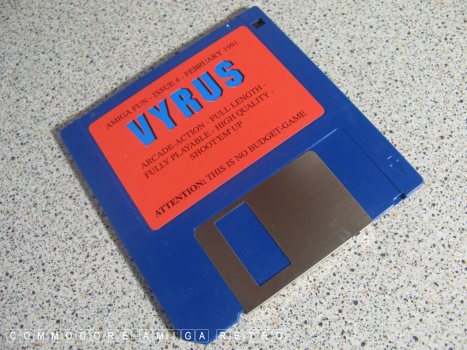 AMIGA FUN - ISSUE 4 - FEBRUARY 1991
VYRUS
ARCADE-ACTION - FULL LENGTH -
FULLY PLAYABLE - HIGH QUALITY -
SHOOT'EM UP
ATTENTION: THIS IS NO BUDGET-GAME
COMMODORE AMIGA RETRO